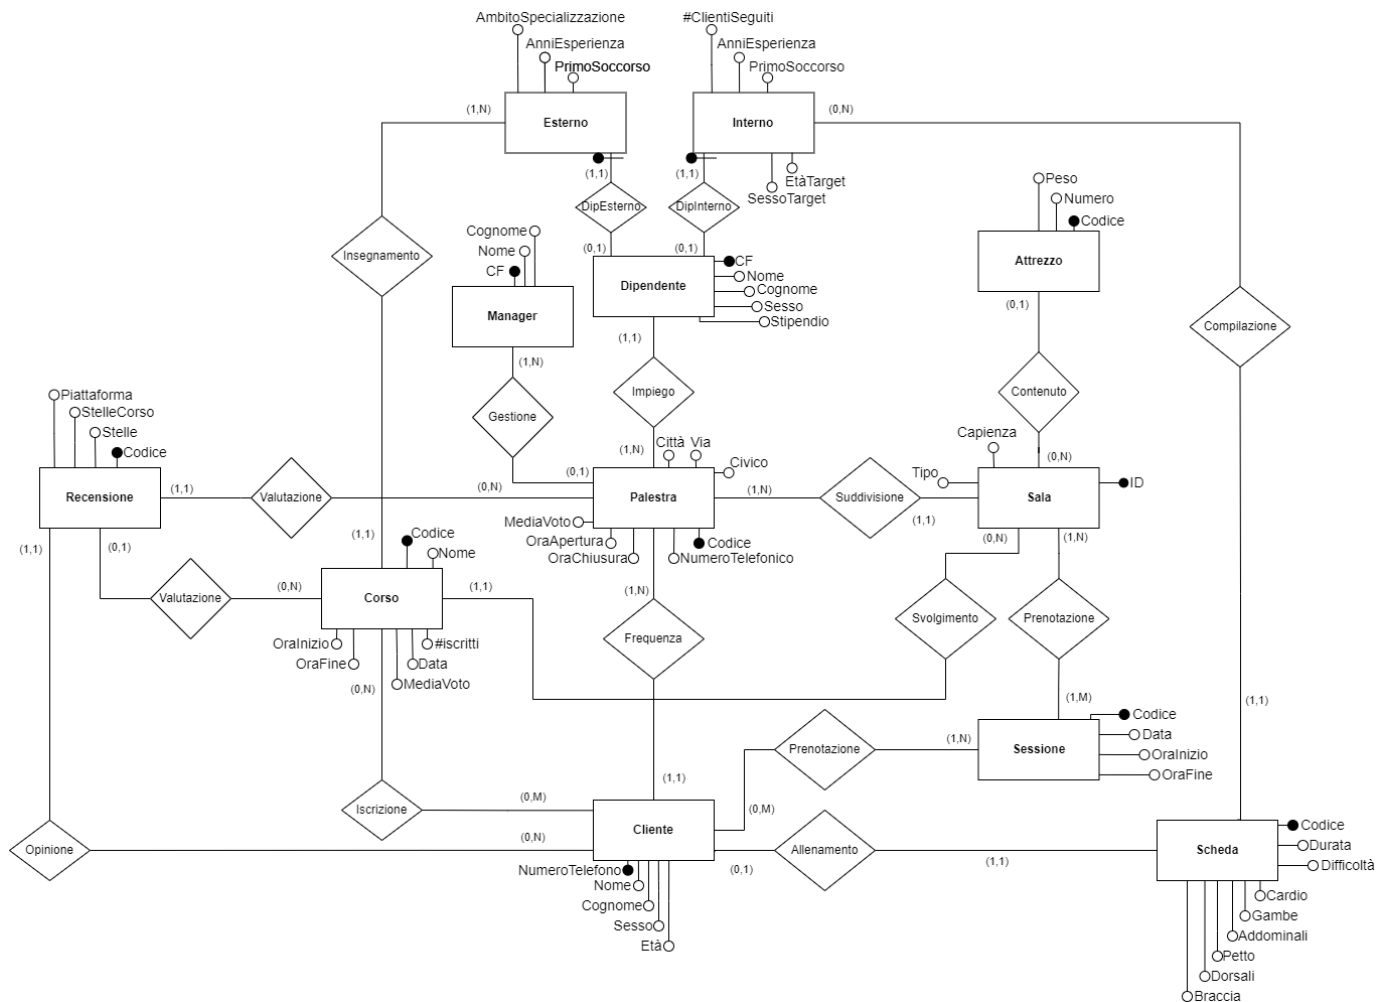 AmbitoSpecializzazione
#ClientiSeguiti
AnniEsperienza
AnniEsperienza
PrimoSoccorso
PrimoSoccorso
(1,N)
(0,N)
Esterno
Interno
(1,1)
(1,1)
EtàTarget
SessoTarget
Peso
Numero
Codice
DipEsterno
DipInterno
Cognome
Nome
CF
(0,1)
(0,1)
Insegnamento
CF
Nome
Cognome
Sesso
Stipendio
Dipendente
Attrezzo
Manager
(0,1)
Compilazione
(1,1)
(1,N)
Impiego
Contenuto
Piattaforma
StelleCorso
Stelle
Codice
Gestione
Città
Via
Civico
Capienza
Tipo
(1,N)
(0,N)
(0,1)
Recensione
(1,1)
Valutazione
(0,N)
Palestra
(1,N)
Suddivisione
(1,1)
Sala
ID
MediaVoto
OraApertura
OraChiusura
Codice
NumeroTelefonico
(1,1)
(0,1)
(1,1)
Codice
Nome
(0,N)
(1,N)
Valutazione
(0,N)
Corso
(1,1)
(1,N)
Svolgimento
Prenotazione
Frequenza
OraInizio
OraFine
#iscritti
Data
MediaVoto
(0,N)
(1,M)
(1,1)
Codice
Data
OraInizio
OraFine
Prenotazione
(1,N)
Sessione
(1,1)
Iscrizione
(0,M)
(0,M)
Cliente
Opinione
(0,N)
(0,1)
Allenamento
(1,1)
Scheda
Codice
Durata
Difficoltà
NumeroTelefono
Nome
Cognome
Sesso
Età
Cardio
Gambe
Addominali
Petto
Dorsali
Braccia